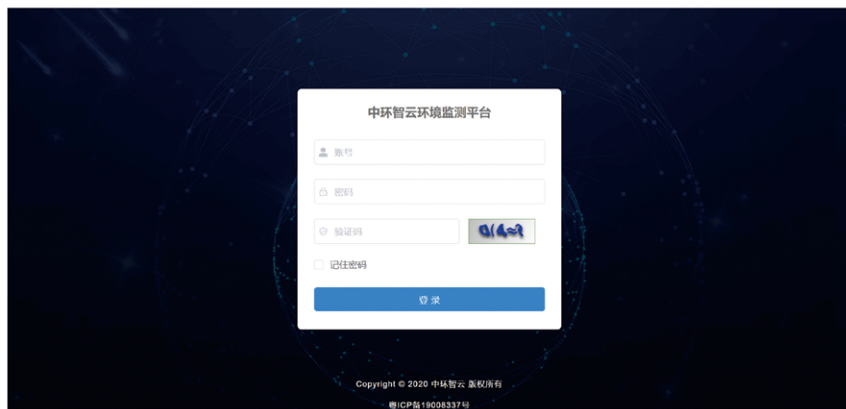 中环智云环境监测平台
账号
密码
验证码
记住密码
登 录
Copyright © 2020 中环智云 版权所有
粤ICP备19008337号